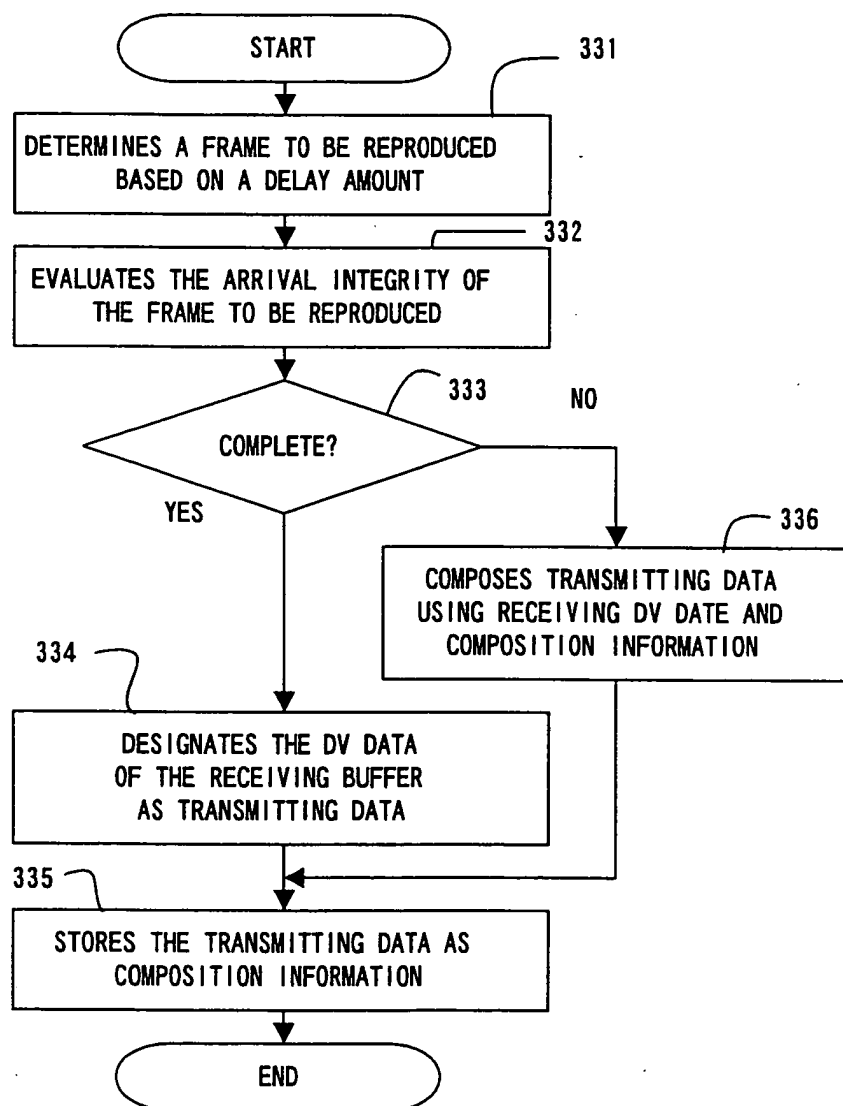 START
331
DETERMINES A FRAME TO BE REPRODUCED
BASED ON A DELAY AMOUNT
332
EVALUATES THE ARRIVAL INTEGRITY OF
THE FRAME TO BE REPRODUCED
333
NO
COMPLETE?
YES
336
COMPOSES TRANSMITTING DATA
USING RECEIVING DV DATE AND
COMPOSITION INFORMATION
334
DESIGNATES THE DV DATA
OF THE RECEIVING BUFFER
AS TRANSMITTING DATA
335
STORES THE TRANSMITTING DATA AS
COMPOSITION INFORMATION
END